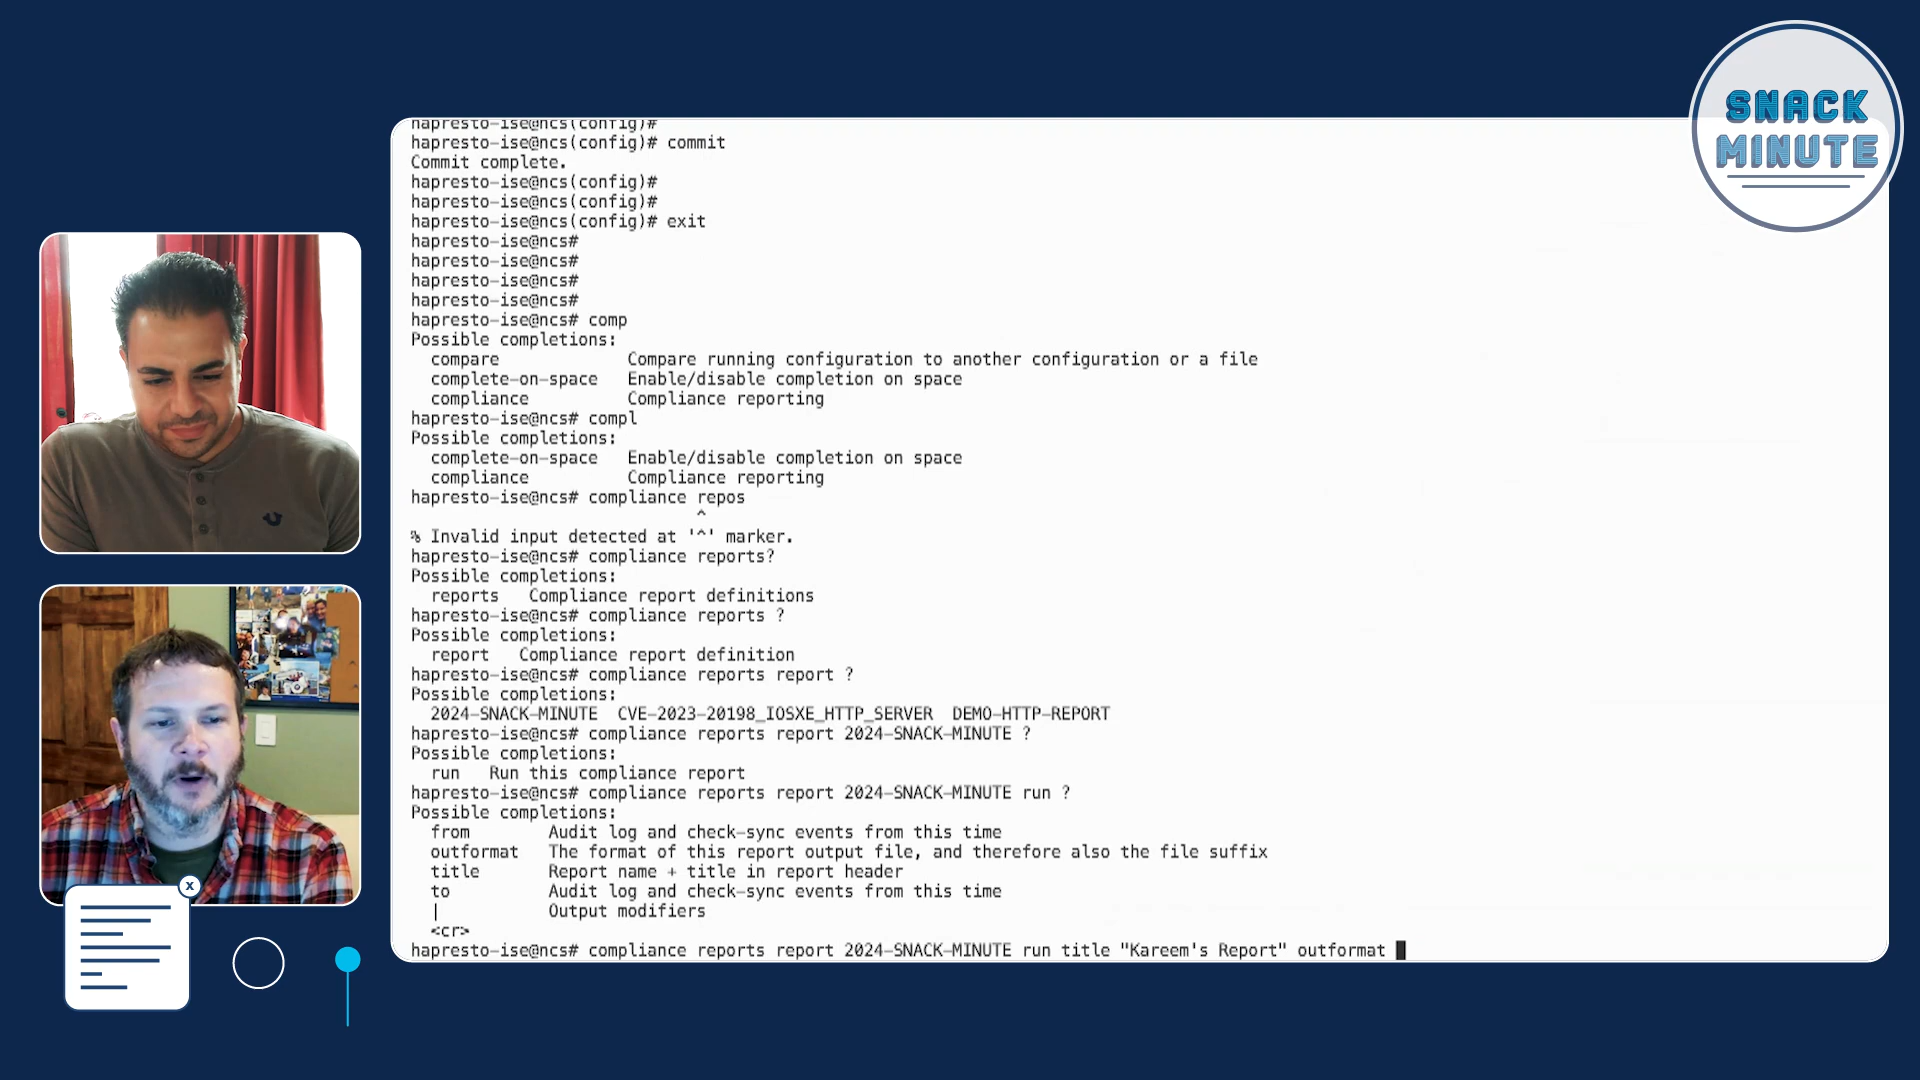 SNACK
MINUTE
hapresto-ise@ncs(config)#
hapresto-ise@ncs(config)# commit
Commit complete.
hapresto-ise@ncs(config)#
hapresto-ise@ncs(config)#
hapresto-ise@ncs(config)# exit
hapresto-ise@ncs#
hapresto-ise@ncs#
hapresto-ise@ncs#
hapresto-ise@ncs#
hapresto-ise@ncs# comp
Possible completions:
  compare             Compare running configuration to another configuration or a file
  complete-on-space   Enable/disable completion on space
  compliance          Compliance reporting
hapresto-ise@ncs# compl
Possible completions:
  complete-on-space   Enable/disable completion on space
  compliance          Compliance reporting
hapresto-ise@ncs# compliance repos
                             ^
% Invalid input detected at '^' marker.
hapresto-ise@ncs# compliance reports?
Possible completions:
  reports   Compliance report definitions
hapresto-ise@ncs# compliance reports ?
Possible completions:
  report   Compliance report definition
hapresto-ise@ncs# compliance reports report ?
Possible completions:
  2024-SNACK-MINUTE  CVE-2023-20198_IOSXE_HTTP_SERVER  DEMO-HTTP-REPORT
hapresto-ise@ncs# compliance reports report 2024-SNACK-MINUTE ?
Possible completions:
  run   Run this compliance report
hapresto-ise@ncs# compliance reports report 2024-SNACK-MINUTE run ?
Possible completions:
  from        Audit log and check-sync events from this time
  outformat   The format of this report output file, and therefore also the file suffix
  title       Report name + title in report header
  to          Audit log and check-sync events from this time
  |           Output modifiers
  <cr>
hapresto-ise@ncs# compliance reports report 2024-SNACK-MINUTE run title "Kareem's Report" outformat
x